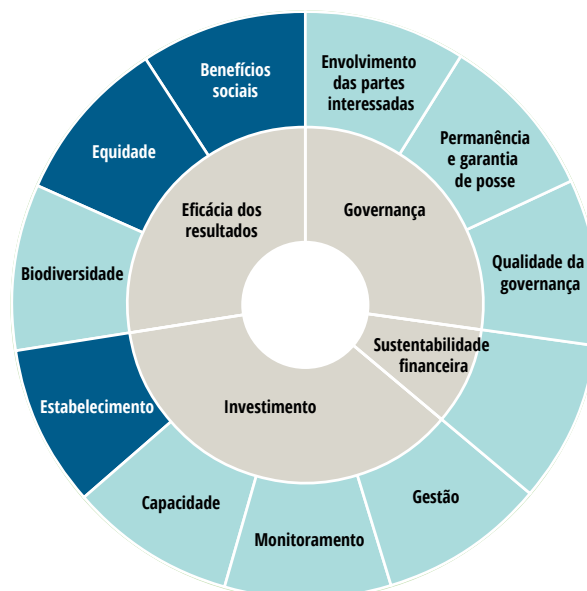 Benefícios
sociais
Envolvimento
das partes
interessadas
Equidade
Permanência
e garantia
de posse
Eficácia dos
resultados
Governança
Biodiversidade
Qualidade da
governança
Sustentabilidade
financeira
Estabelecimento
Investimento
Capacidade
Gestão
Monitoramento